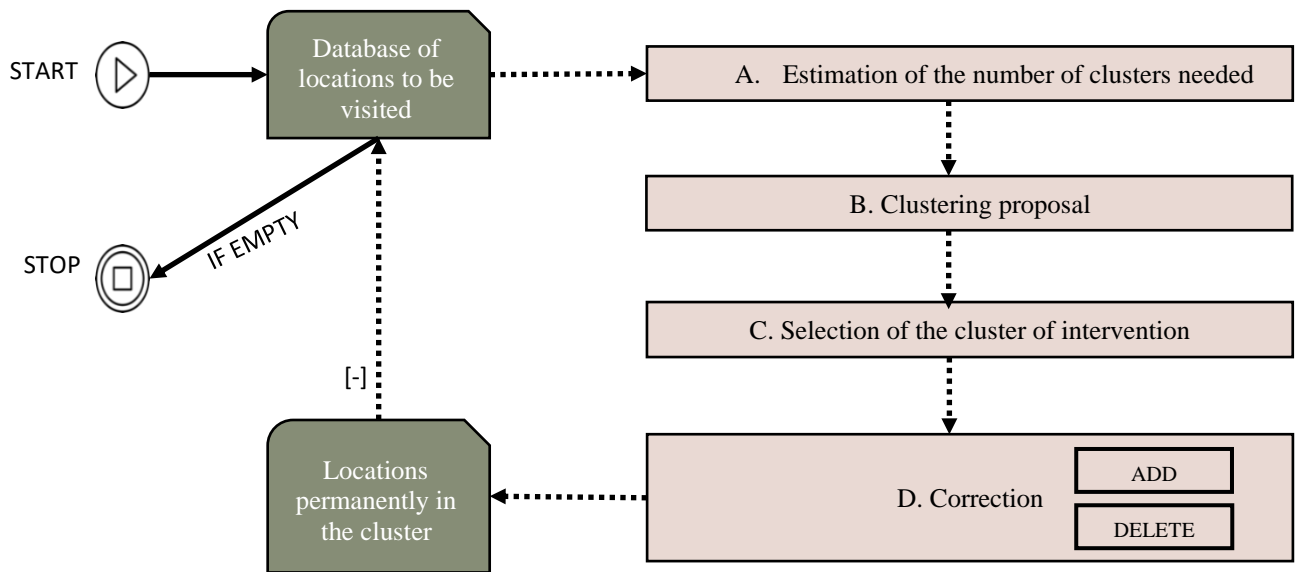 START
Database of
locations to be
visited
A. Estimation of the number of clusters needed
B. Clustering proposal
STOP
IF EMPTY
C. Selection of the cluster of intervention
[-]
Locations
permanently in
the cluster
D. Correction
ADD
DELETE